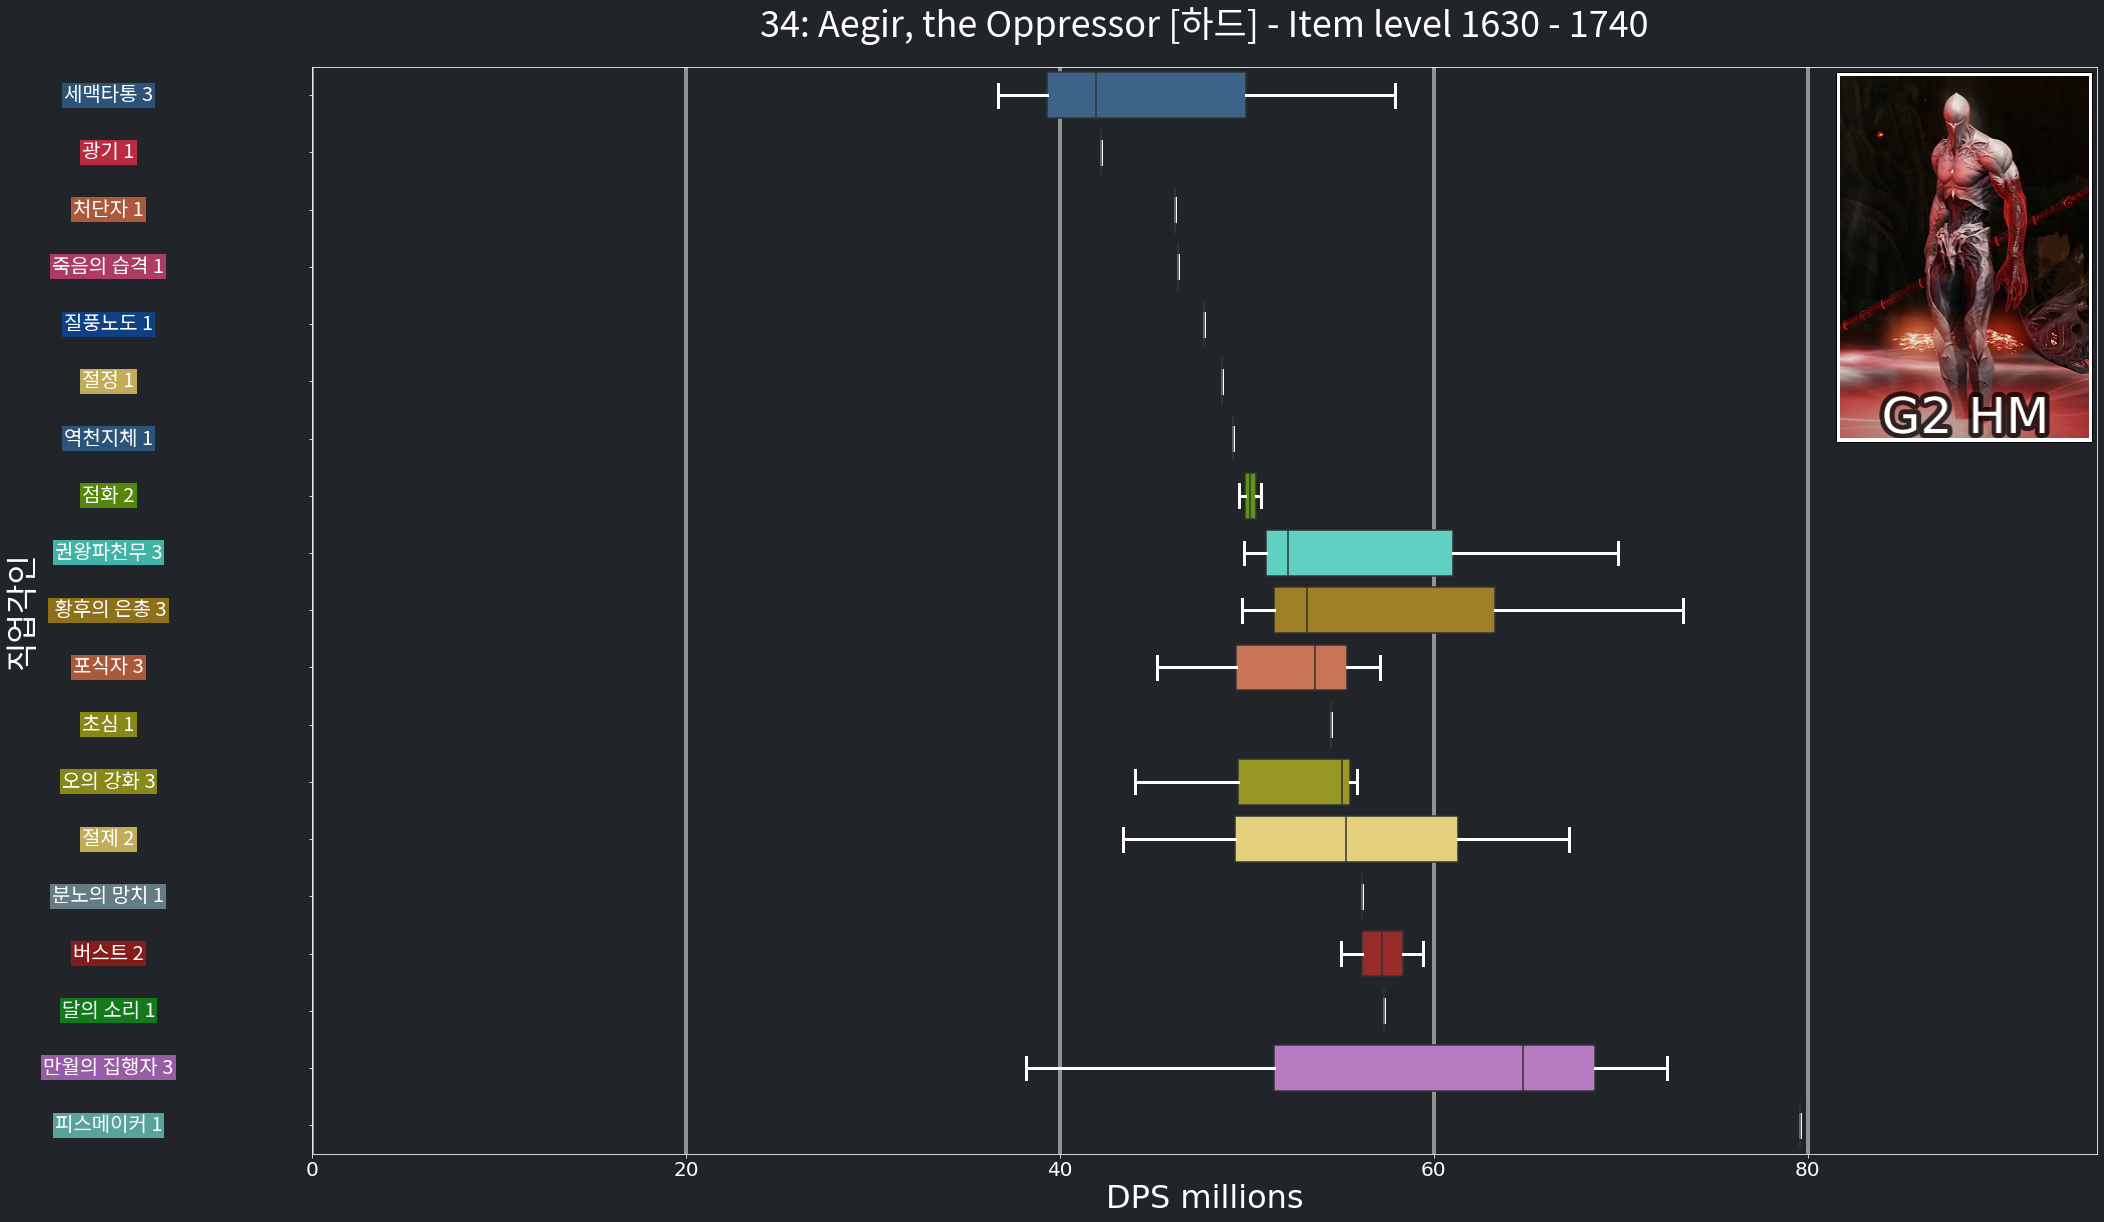 34: Aegir, the Oppressor [하드] - Item level 1630 - 1740
세맥타통 3
광기 1
처단자 1
죽음의 습격 1
질풍노도 1
절정 1
역천지체 1
점화 2
권왕파천무 3
황후의 은총 3
포식자 3
초심 1
오의 강화 3
절제 2
분노의 망치 1
버스트 2
달의 소리 1
만월의 집행자 3
피스메이커 1
직업각인
G2 HM
0 20 40 60 80
DPS millions